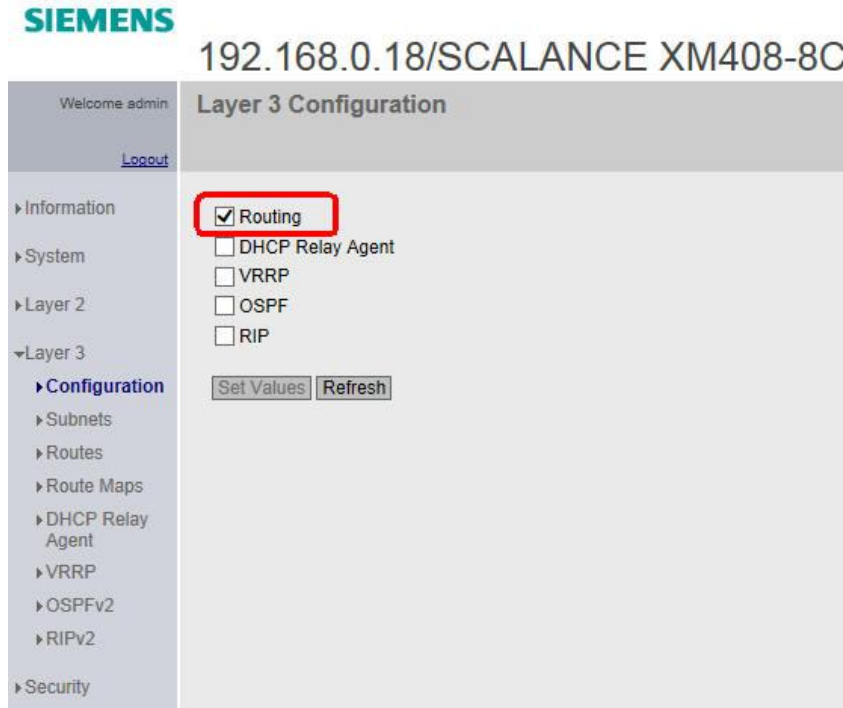 SIEMENS
192.168.0.18/SCALANCE XM408-8C
Welcome admin
Logout
Layer 3 Configuration
Information
System
Layer 2
Layer 3
Configuration
Subnets
Routes
Route Maps
DHCP Relay
Agent
VRRP
OSPFv2
RIPv2
Security
Routing
DHCP Relay Agent
VRRP
OSPF
RIP
Set Values Refresh